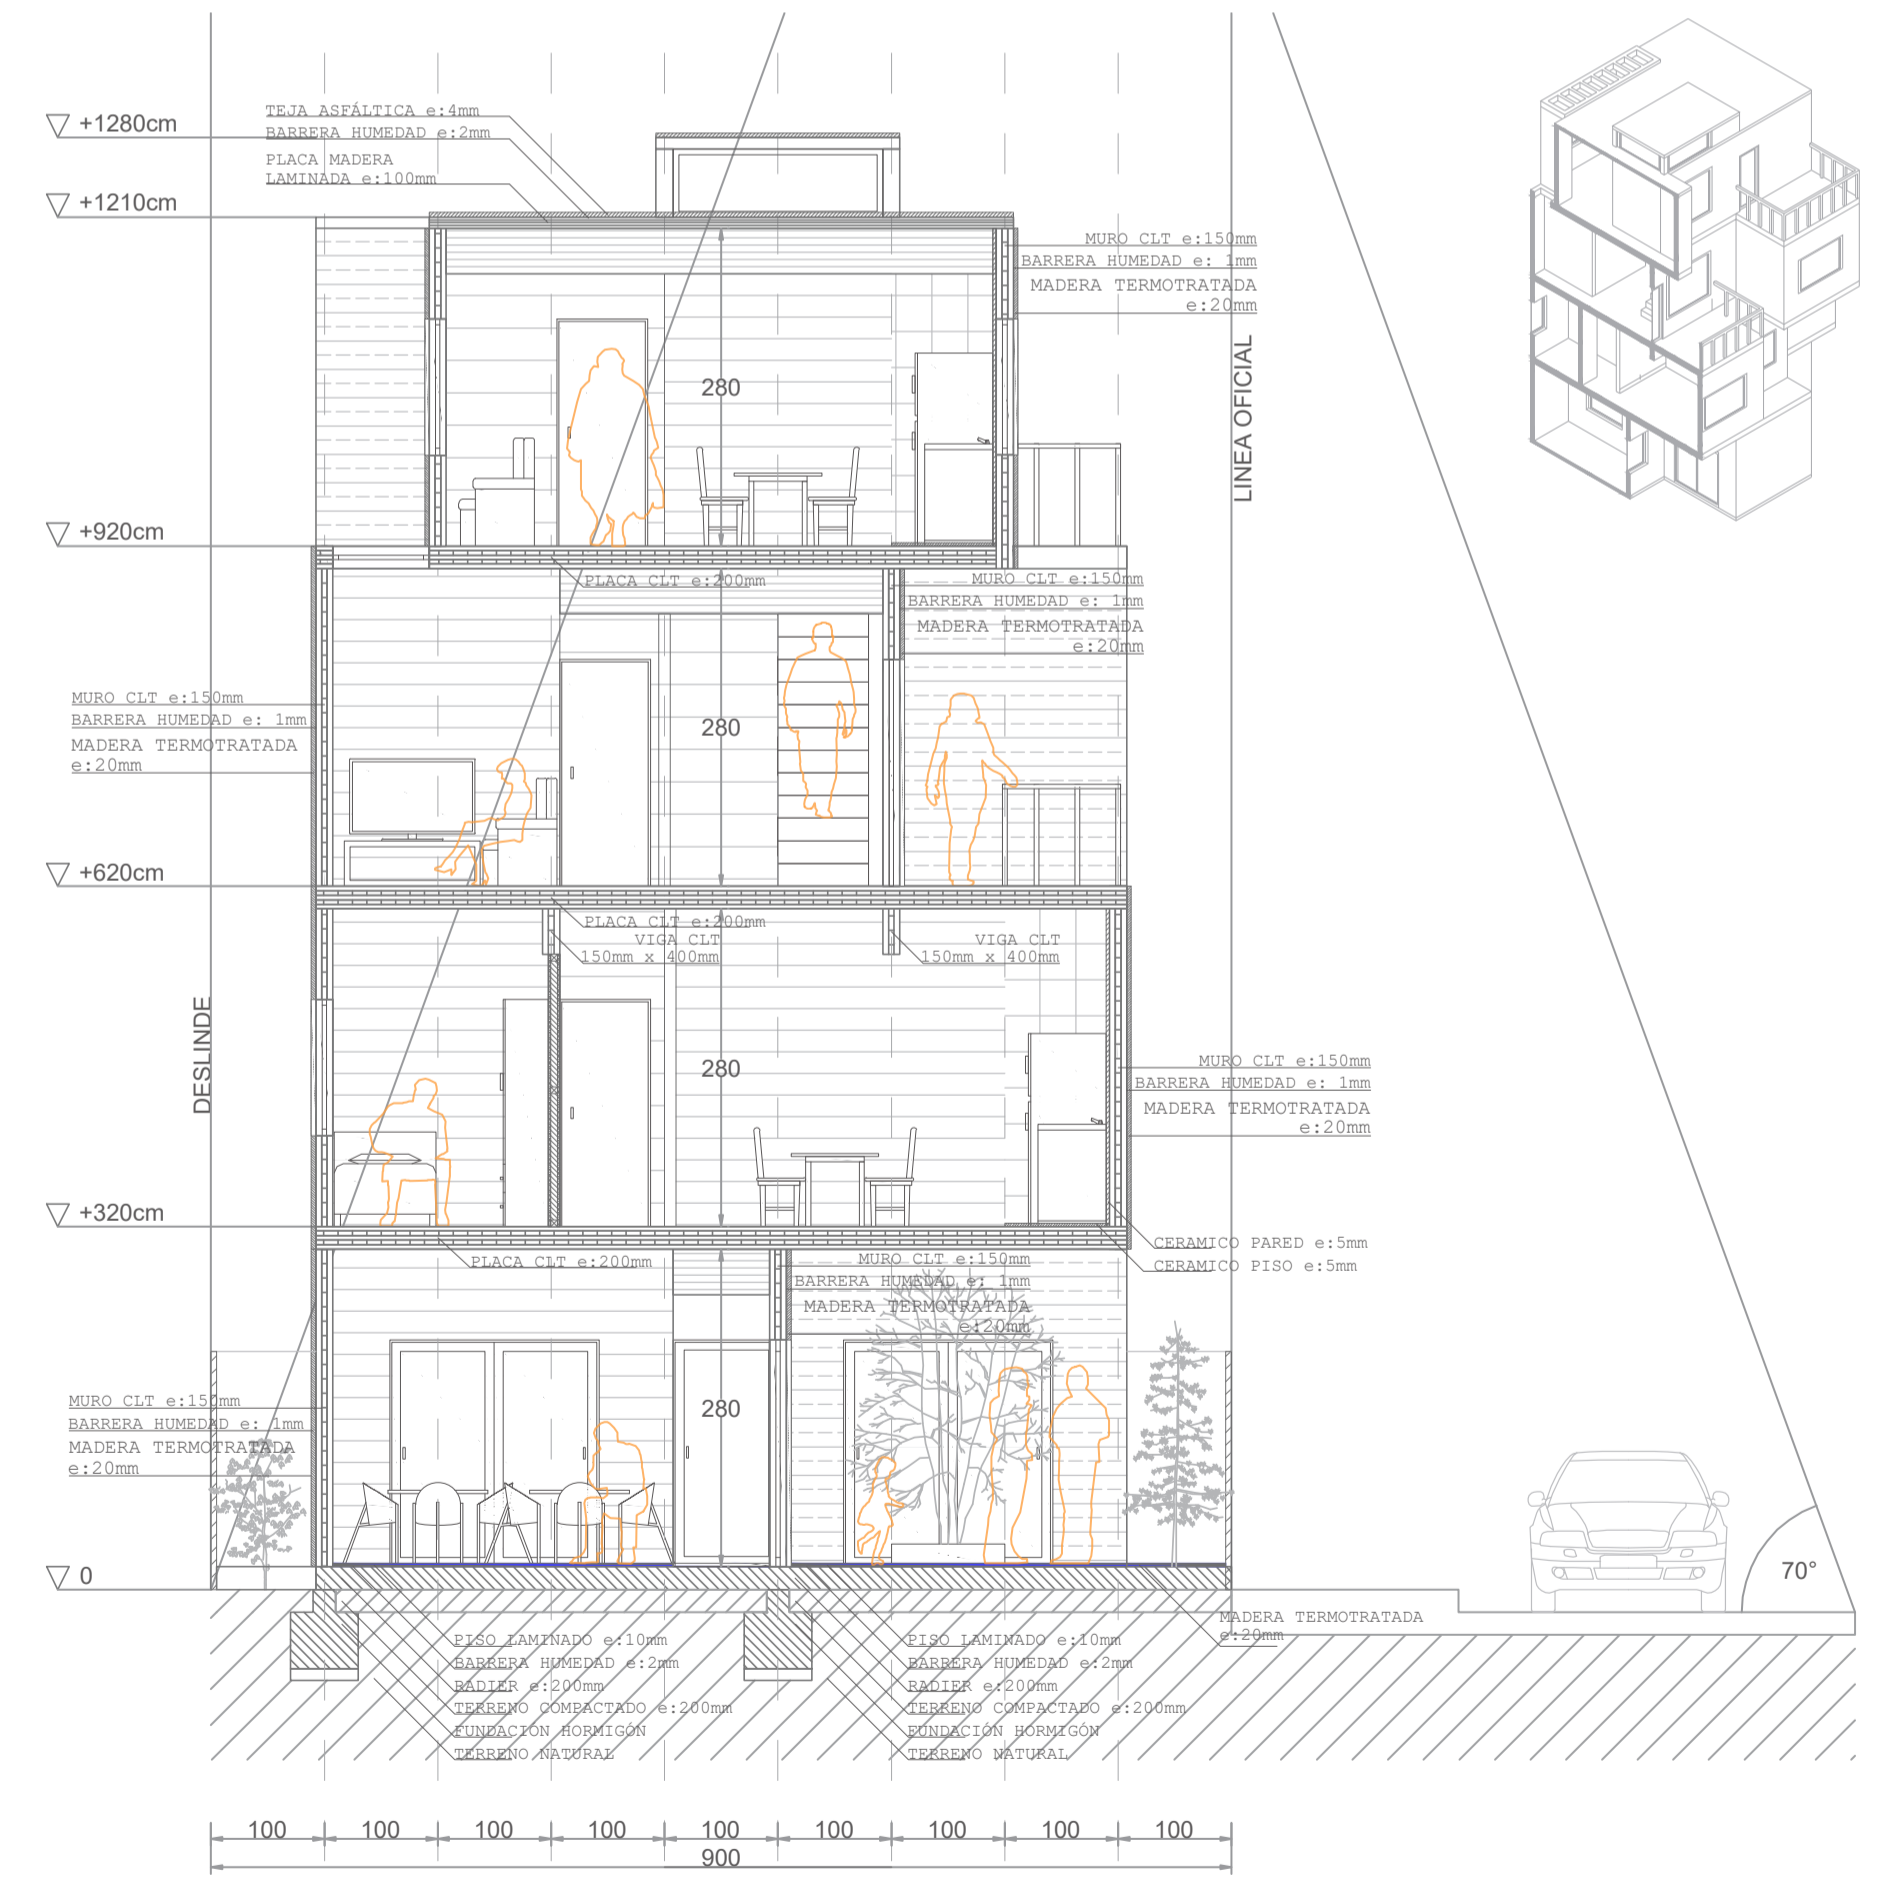 +1280cm
TEJA ASFÁLTICA e:4mm
BARRERA HUMEDAD e:2mm
PLACA MADERA
LAMINADA e:100mm
+1210cm
MURO CLT e:150mm
BARRERA HUMEDAD e: 1mm
MADERA TERMOTRATADA
e:20mm
LINEA OFICIAL
280
+920cm
PLACA CLT e:200mm
MURO CLT e:150mm
BARRERA HUMEDAD e: 1mm
MADERA TERMOTRATADA
e:20mm
MURO CLT e:150mm
BARRERA HUMEDAD e: 1mm
MADERA TERMOTRATADA
e:20mm
280
+620cm
PLACA CLT e:200mm
VIGA CLT
150mm x 400mm
VIGA CLT
150mm x 400mm
DESLINDE
280
MURO CLT e:150mm
BARRERA HUMEDAD e: 1mm
MADERA TERMOTRATADA
e:20mm
+320cm
CERAMICO PARED e:5mm
CERAMICO PISO e:5mm
PLACA CLT e:200mm
MURO CLT e:150mm
BARRERA HUMEDAD e: 1mm
MADERA TERMOTRATADA
e:20mm
MURO CLT e:150mm
BARRERA HUMEDAD e: 1mm
MADERA TERMOTRATADA
e:20mm
280
0
70°
MADERA TERMOTRATADA
e:20mm
PISO LAMINADO e:10mm
BARRERA HUMEDAD e:2mm
RADIER e:200mm
TERRENO COMPACTADO e:200mm
FUNDACIÓN HORMIGÓN
TERRENO NATURAL
PISO LAMINADO e:10mm
BARRERA HUMEDAD e:2mm
RADIER e:200mm
TERRENO COMPACTADO e:200mm
FUNDACIÓN HORMIGÓN
TERRENO NATURAL
100 100 100 100 100 100 100 100 100
900